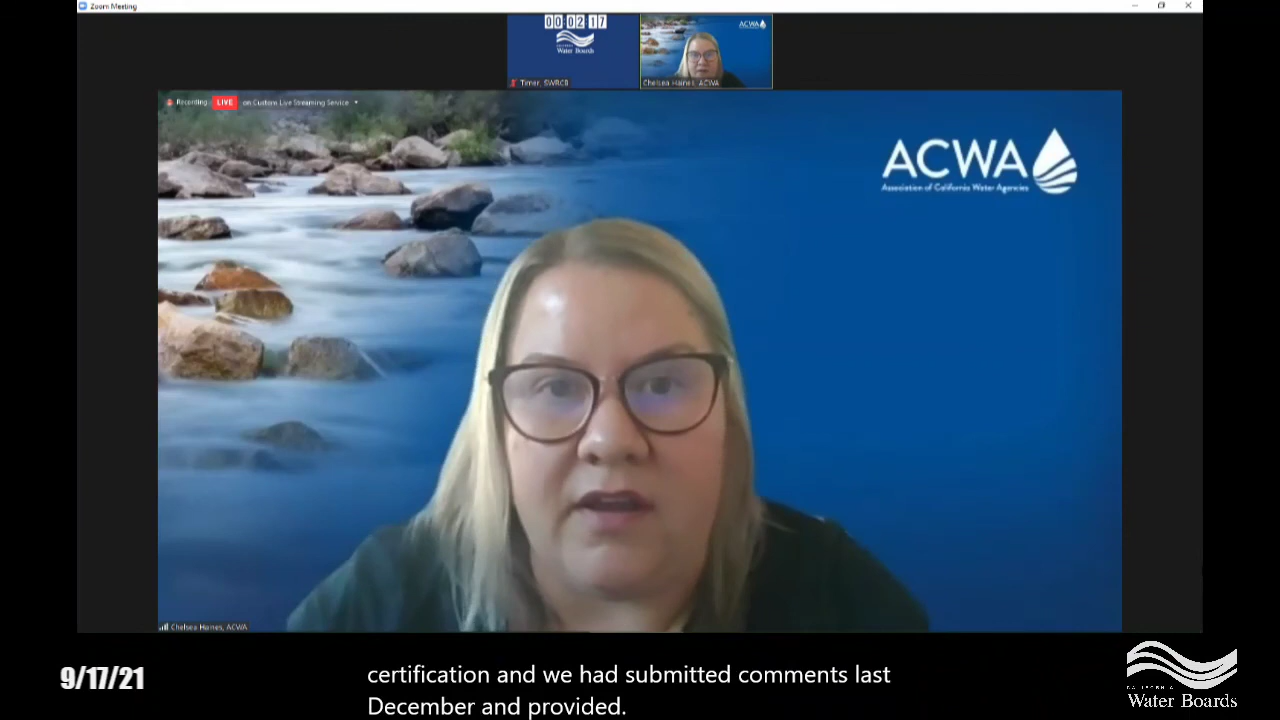 Zoom Meeting
00:02:17
Water Boards
Timer, SWRCB
ACWA
Chelsea Haines, ACWA
Recording
LIVE on Custom Live Streaming Service
ACWA
Association of California Water Agencies
Chelsea Haines, ACWA
9/17/21
certification and we had submitted comments last
December and provided.
CALIFORNIA
Water Boards